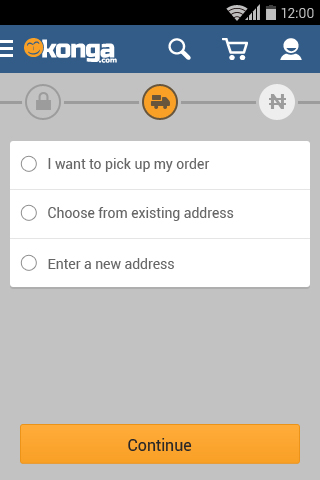 12:00
konga
.com
₦
I want to pick up my order
Choose from existing address
Enter a new address
Continue